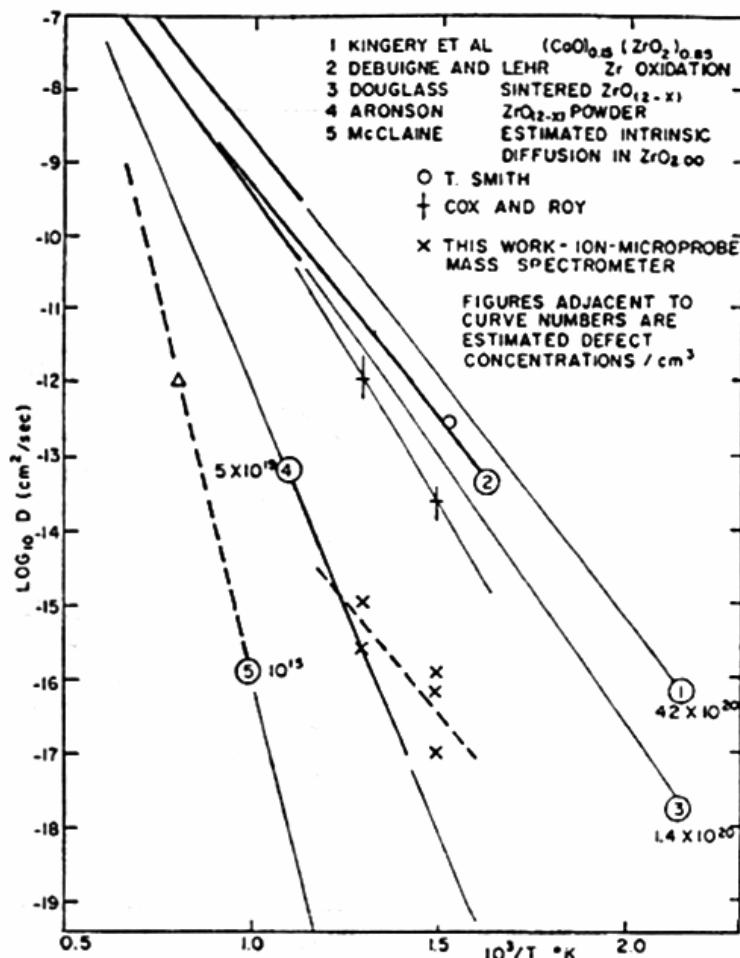 -7
-8
-9
-10
-11
-12
-13
-14
-15
-16
-17
-18
-19
LOG10 D (cm²/sec)
1 KINGERY ET AL (CaO)0.15 (ZrO2)0.85
2 DEBUIGNE AND LEHR Zr OXIDATION
3 DOUGLASS SINTERED ZrO(2-X)
4 ARONSON ZrO(2-X) POWDER
5 McCLAINE ESTIMATED INTRINSIC
DIFFUSION IN ZrO2.00
T. SMITH
COX AND ROY
THIS WORK - ION-MICROPROBE
MASS SPECTROMETER
FIGURES ADJACENT TO
CURVE NUMBERS ARE
ESTIMATED DEFECT
CONCENTRATIONS / cm³
2
5 X 10¹⁹ 4
5 10¹⁵
1
42 X 10²⁰
3
1.4 X 10²⁰
0.5 1.0 1.5 2.0
10³/T °K